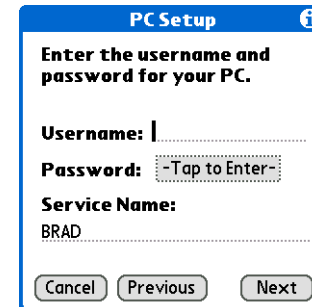 PC Setup i
Enter the username and
password for your PC.
Username:
Password: -Tap to Enter-
Service Name:
BRAD
Cancel Previous Next